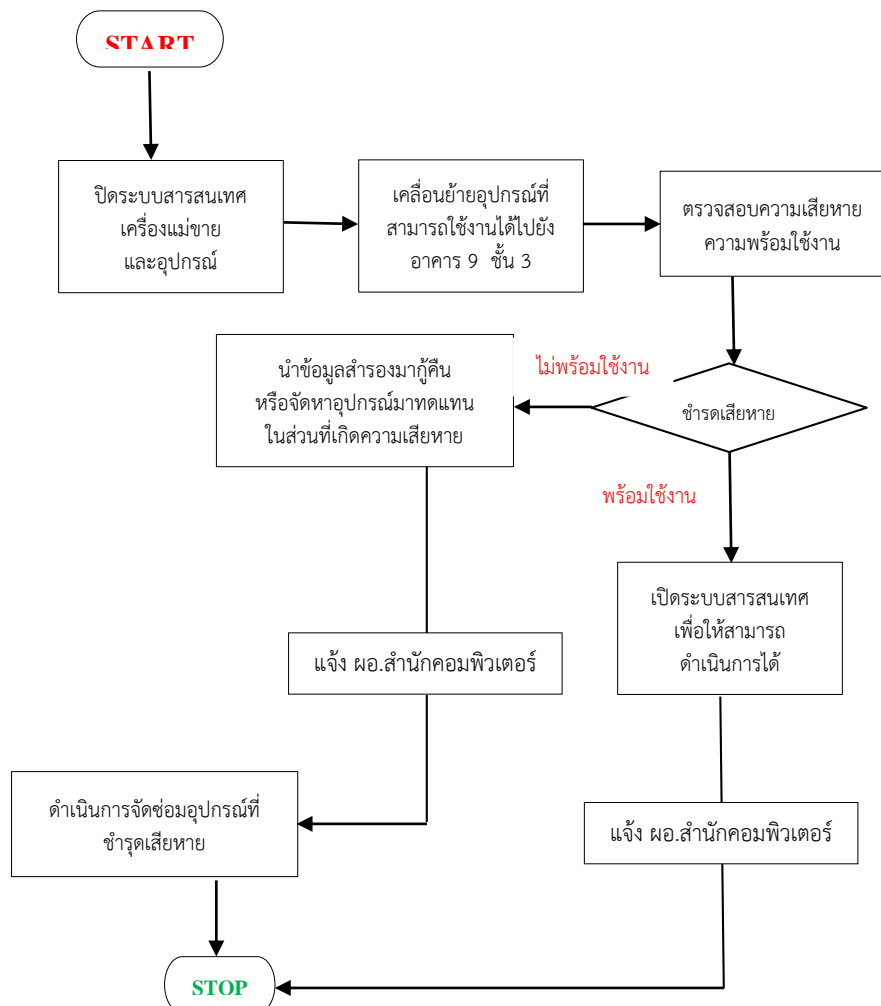 START
ปิดระบบสารสนเทศ
เครื่องแม่ขาย
และอุปกรณ์
เคลื่อนย้ายอุปกรณ์ที่
สามารถใช้งานได้ไปยัง
อาคาร 9 ชั้น 3
ตรวจสอบความเสียหาย
ความพร้อมใช้งาน
นำข้อมูลสำรองมากู้คืน
หรือจัดหาอุปกรณ์มาทดแทน
ในส่วนที่เกิดความเสียหาย
ไม่พร้อมใช้งาน
ชำรดเสียหาย
พร้อมใช้งาน
เปิดระบบสารสนเทศ
เพื่อให้สามารถ
ดำเนินการได้
แจ้ง ผอ.สำนักคอมพิวเตอร์
ดำเนินการจัดซ่อมอุปกรณ์ที่
ชำรุดเสียหาย
แจ้ง ผอ.สำนักคอมพิวเตอร์
STOP